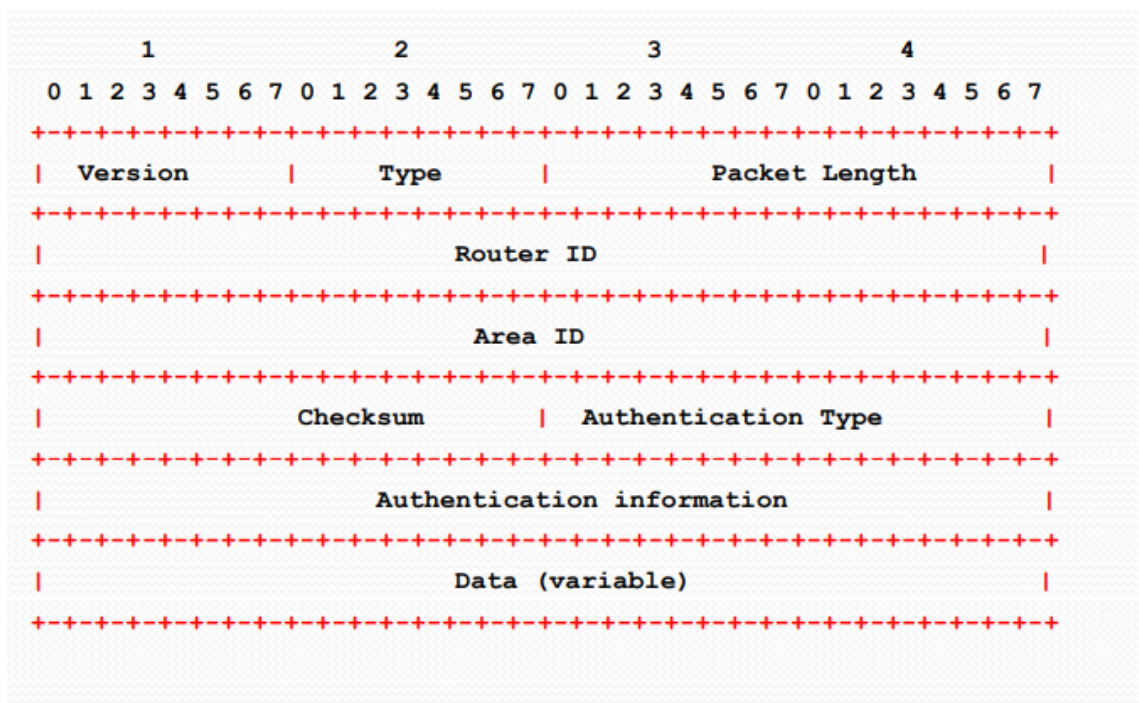 1 2 3 4
0 1 2 3 4 5 6 7 0 1 2 3 4 5 6 7 0 1 2 3 4 5 6 7 0 1 2 3 4 5 6 7
+-+-+-+-+-+-+-+-+-+-+-+-+-+-+-+-+-+-+-+-+-+-+-+-+-+-+-+-+-+-+-+-+
| Version | Type | Packet Length |
+-+-+-+-+-+-+-+-+-+-+-+-+-+-+-+-+-+-+-+-+-+-+-+-+-+-+-+-+-+-+-+-+
| Router ID |
+-+-+-+-+-+-+-+-+-+-+-+-+-+-+-+-+-+-+-+-+-+-+-+-+-+-+-+-+-+-+-+-+
| Area ID |
+-+-+-+-+-+-+-+-+-+-+-+-+-+-+-+-+-+-+-+-+-+-+-+-+-+-+-+-+-+-+-+-+
| Checksum | Authentication Type |
+-+-+-+-+-+-+-+-+-+-+-+-+-+-+-+-+-+-+-+-+-+-+-+-+-+-+-+-+-+-+-+-+
| Authentication information |
+-+-+-+-+-+-+-+-+-+-+-+-+-+-+-+-+-+-+-+-+-+-+-+-+-+-+-+-+-+-+-+-+
| Data (variable) |
+-+-+-+-+-+-+-+-+-+-+-+-+-+-+-+-+-+-+-+-+-+-+-+-+-+-+-+-+-+-+-+-+